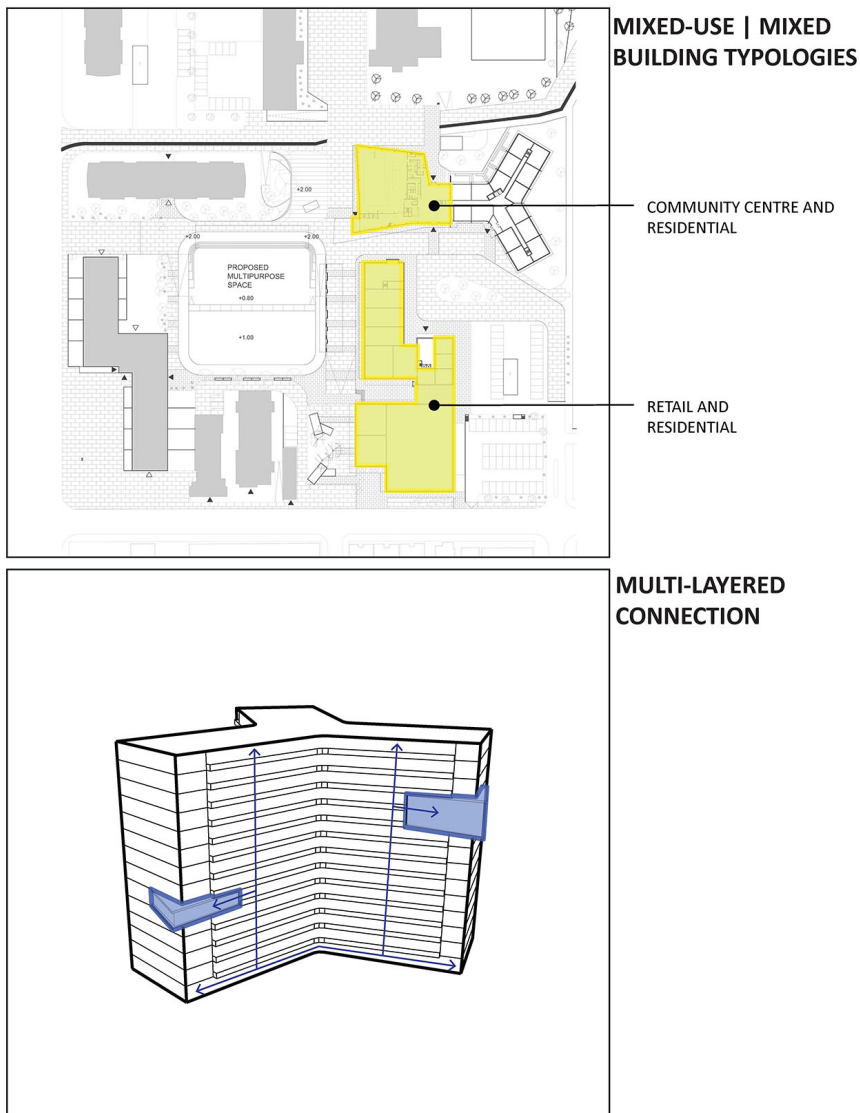 MIXED-USE | MIXED
BUILDING TYPOLOGIES
+2.00
COMMUNITY CENTRE AND
RESIDENTIAL
+2.00
+2.00
PROPOSED
MULTIPURPOSE
SPACE
+0.80
+1.00
RETAIL AND
RESIDENTIAL
MULTI-LAYERED
CONNECTION